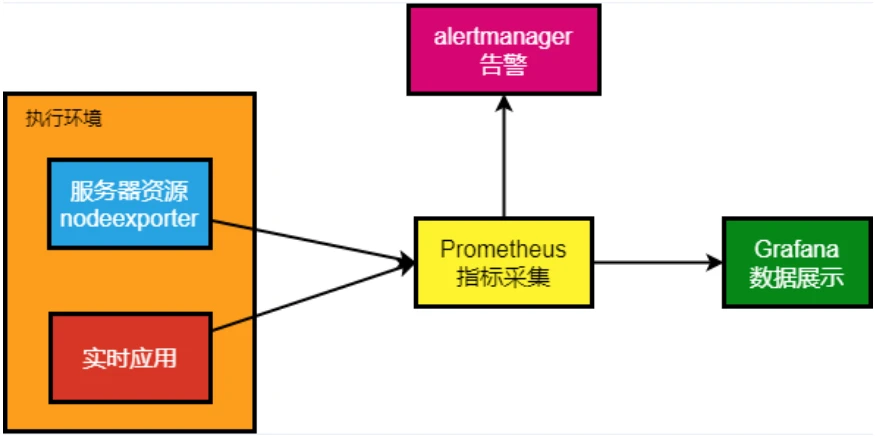 alertmanager
告警
执行环境
服务器资源
nodeexporter
Prometheus
指标采集
Grafana
数据展示
实时应用